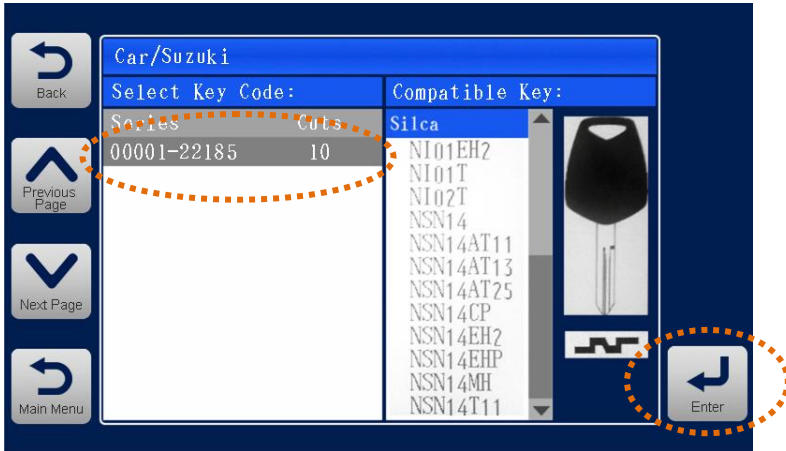 Car/Suzuki
Back
Select Key Code:
Compatible Key:
Series Cuts
Silca
00001-22185 10
NI01EH2
NI01T
NI02T
NSN14
NSN14AT11
NSN14AT13
NSN14AT25
NSN14CP
NSN14EH2
NSN14EHP
NSN14MH
NSN14T11
Previous
Page
Next Page
Main Menu
Enter